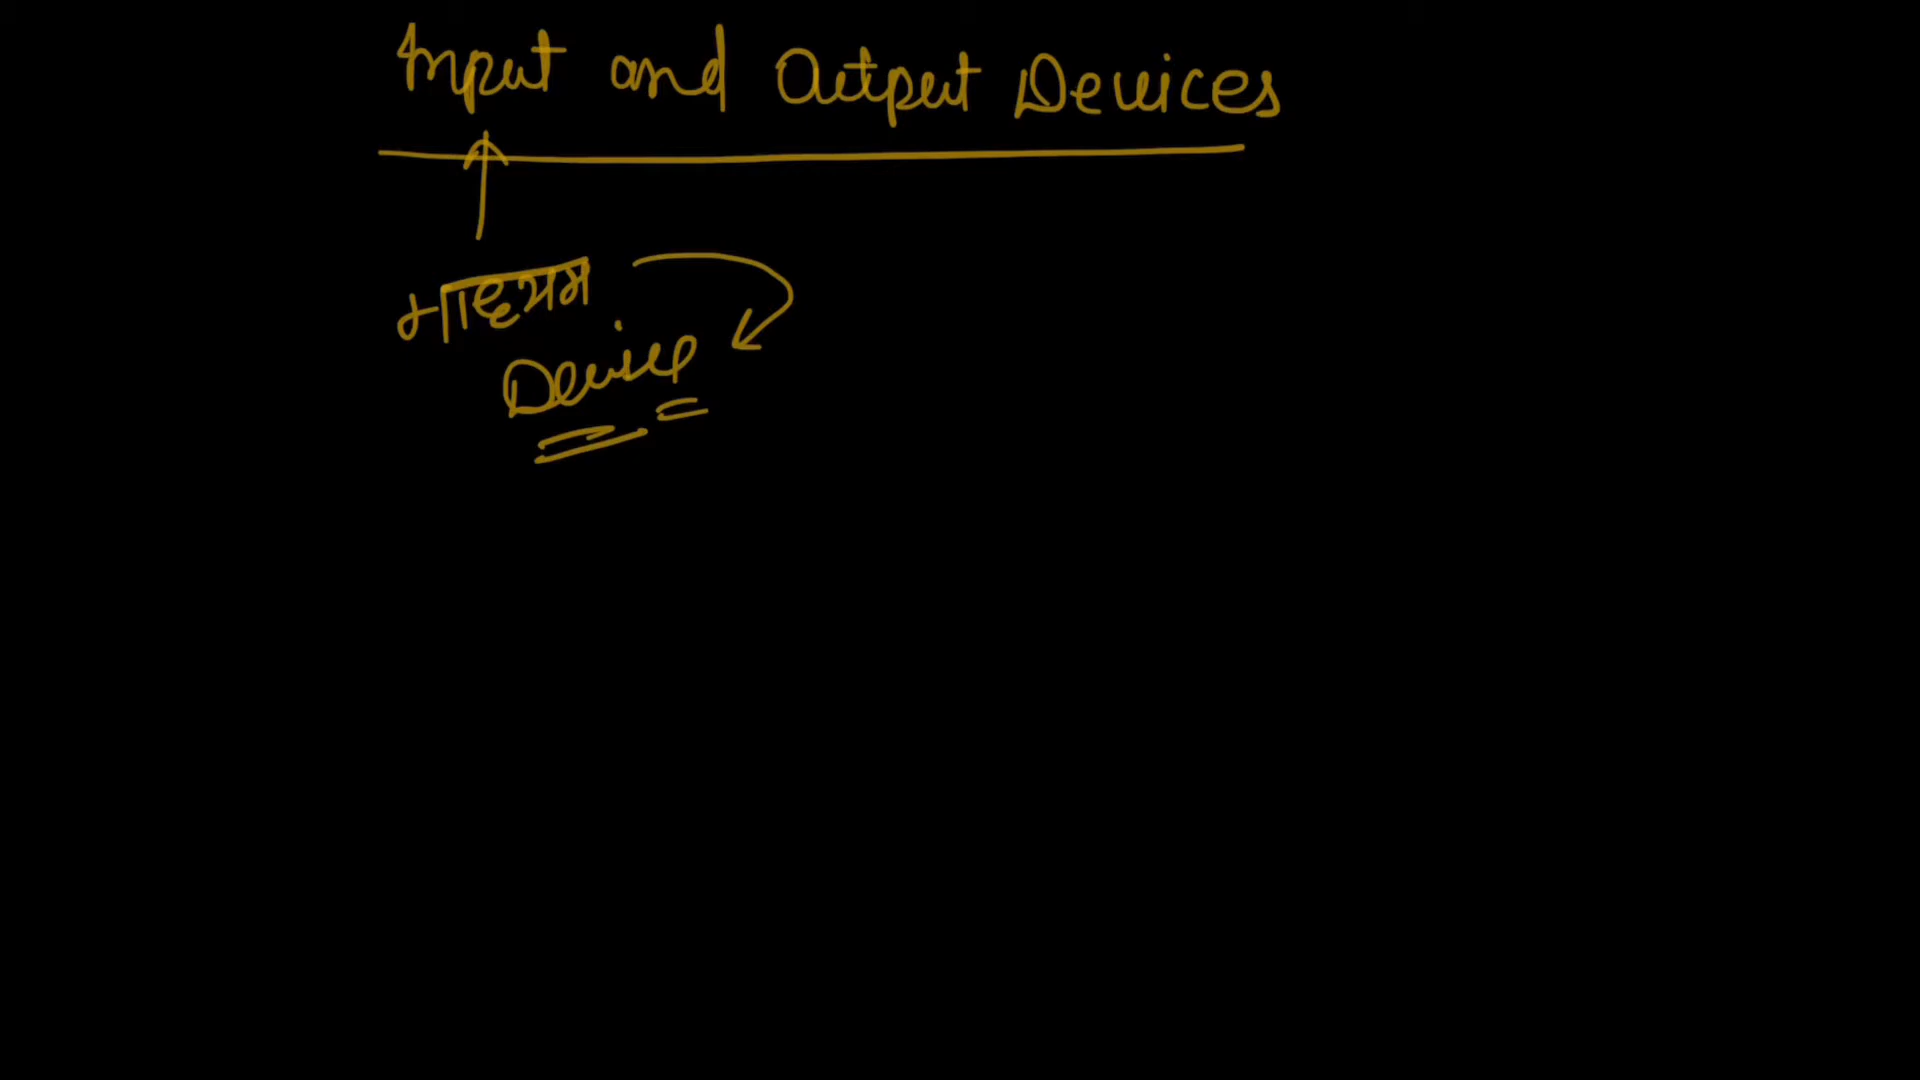 Input and Output Devices
माध्यम
Device